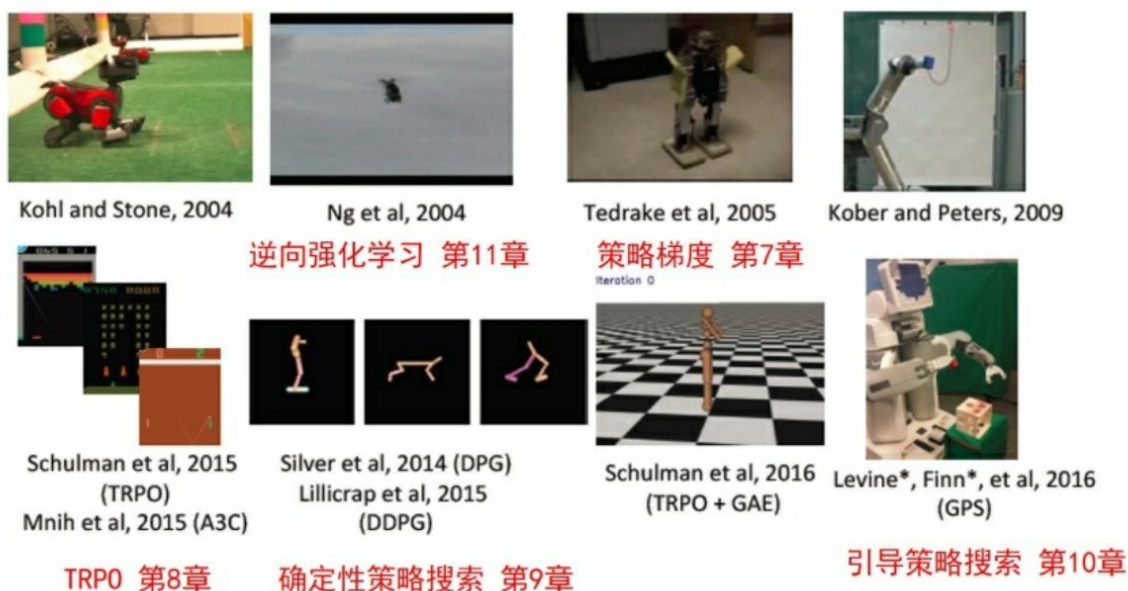 Kohl and Stone, 2004
Ng et al, 2004
Tedrake et al, 2005
Kober and Peters, 2009
逆向强化学习 第11章
策略梯度 第7章
Iteration 0
Schulman et al, 2015
(TRPO)
Mnih et al, 2015 (A3C)
Silver et al, 2014 (DPG)
Lillicrap et al, 2015
(DDPG)
Schulman et al, 2016
(TRPO + GAE)
Levine*, Finn*, et al, 2016
(GPS)
TRPO 第8章
确定性策略搜索 第9章
引导策略搜索 第10章